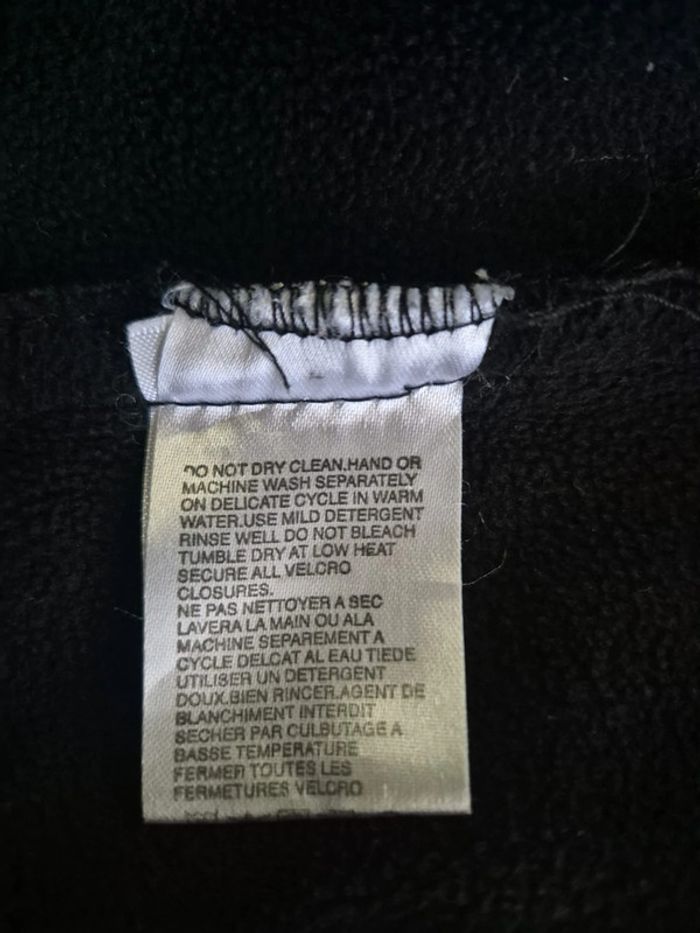 DO NOT DRY CLEAN.HAND OR
MACHINE WASH SEPARATELY
ON DELICATE CYCLE IN WARM
WATER.USE MILD DETERGENT
RINSE WELL DO NOT BLEACH
TUMBLE DRY AT LOW HEAT
SECURE ALL VELCRO
CLOSURES.
NE PAS NETTOYER A SEC
LAVERA LA MAIN OU ALA
MACHINE SEPAREMENT A
CYCLE DELCAT AL EAU TIEDE
UTILISER UN DETERGENT
DOUX.BIEN RINCER.AGENT DE
BLANCHIMENT INTERDIT
SECHER PAR CULBUTAGE A
BASSE TEMPERATURE
FERMER TOUTES LES
FERMETURES VELCRO